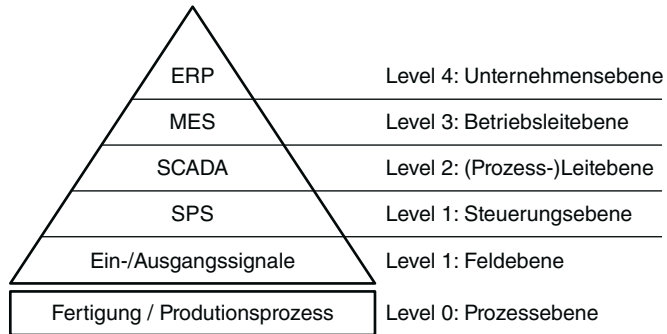 ERP Level 4: Unternehmensebene
MES Level 3: Betriebsleitebene
SCADA Level 2: (Prozess-)Leitebene
SPS Level 1: Steuerungsebene
Ein-/Ausgangssignale Level 1: Feldebene
Fertigung / Produtionsprozess Level 0: Prozessebene